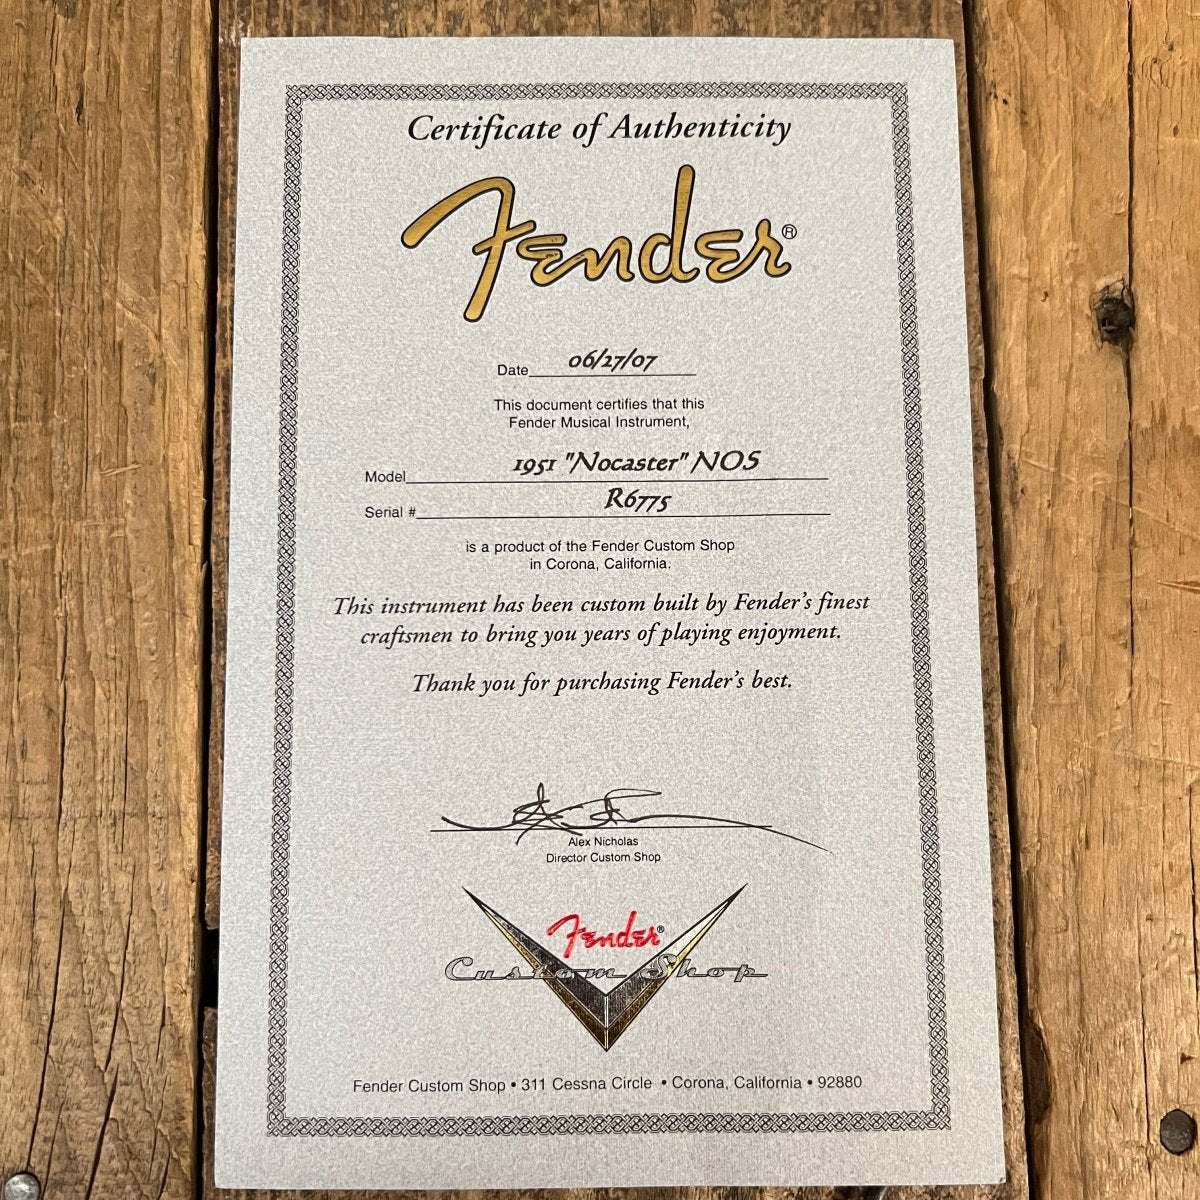 Certificate of Authenticity
Fender®
Date 06/27/07
This document certifies that this
Fender Musical Instrument,
Model 1951 "Nocaster" NOS
Serial # R6775
is a product of the Fender Custom Shop
in Corona, California.
This instrument has been custom built by Fender's finest
craftsmen to bring you years of playing enjoyment.
Thank you for purchasing Fender's best.
Alex Nicholas
Director Custom Shop
Fender®
Custom Shop
Fender Custom Shop • 311 Cessna Circle • Corona, California • 92880